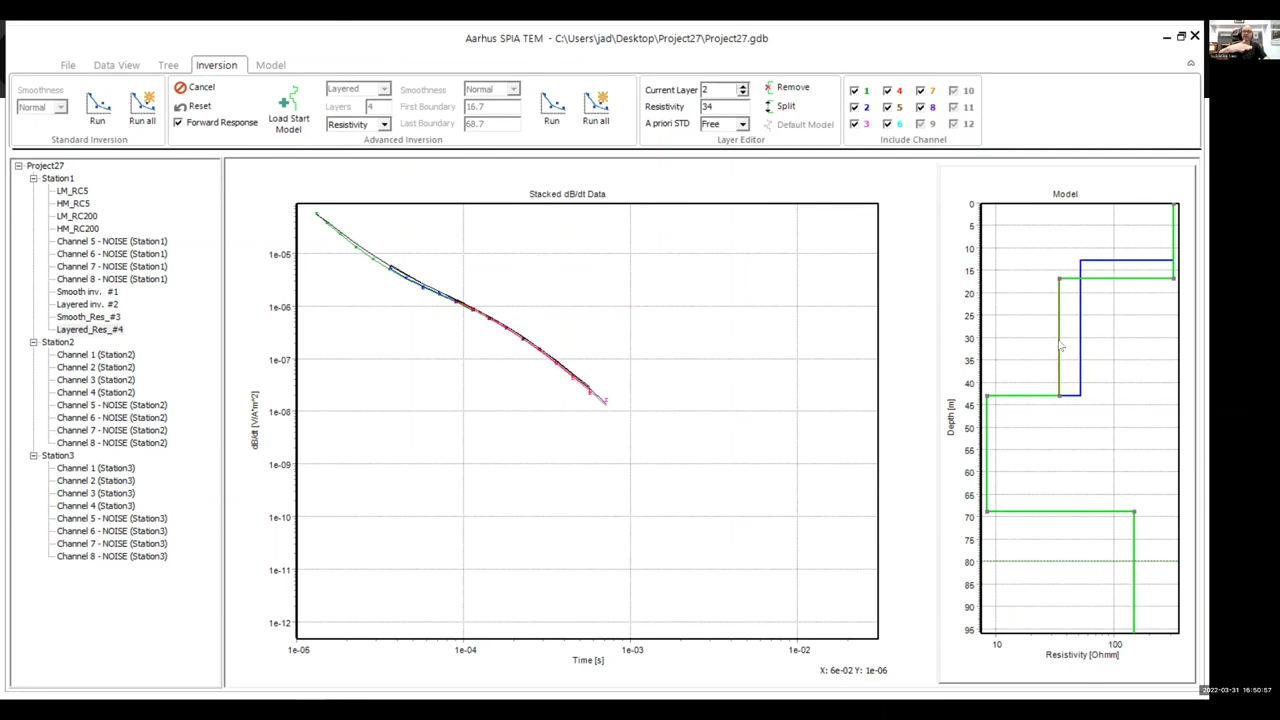 Aarhus SPIA TEM - C:\Users\jad\Desktop\Project27\Project27.gdb
File Data View Tree Inversion Model
Smoothness
Normal
Run
Run all
Standard Inversion
Cancel
Reset
Forward Response
Load Start
Model
Layered
Layers 4
Resistivity
Smoothness Normal
First Boundary 16.7
Last Boundary 68.7
Run
Run all
Advanced Inversion
Current Layer 2
Resistivity 34
A priori STD Free
Remove
Split
Default Model
Layer Editor
1 4 7 10
2 5 8 11
3 6 9 12
Include Channel
Project27
Station1
LM_RC5
HM_RC5
LM_RC200
HM_RC200
Channel 5 - NOISE (Station1)
Channel 6 - NOISE (Station1)
Channel 7 - NOISE (Station1)
Channel 8 - NOISE (Station1)
Smooth inv. #1
Layered inv. #2
Smooth_Res_#3
Layered_Res_#4
Station2
Channel 1 (Station2)
Channel 2 (Station2)
Channel 3 (Station2)
Channel 4 (Station2)
Channel 5 - NOISE (Station2)
Channel 6 - NOISE (Station2)
Channel 7 - NOISE (Station2)
Channel 8 - NOISE (Station2)
Station3
Channel 1 (Station3)
Channel 2 (Station3)
Channel 3 (Station3)
Channel 4 (Station3)
Channel 5 - NOISE (Station3)
Channel 6 - NOISE (Station3)
Channel 7 - NOISE (Station3)
Channel 8 - NOISE (Station3)
Stacked dB/dt Data
dB/dt [V/A*m^2]
1e-05
1e-06
1e-07
1e-08
1e-09
1e-10
1e-11
1e-12
1e-05 1e-04 1e-03 1e-02
Time [s]
X: 6e-02 Y: 1e-06
Model
Depth [m]
0
5
10
15
20
25
30
35
40
45
50
55
60
65
70
75
80
85
90
95
10 100
Resistivity [Ohmm]
2022-03-31 16:50:57